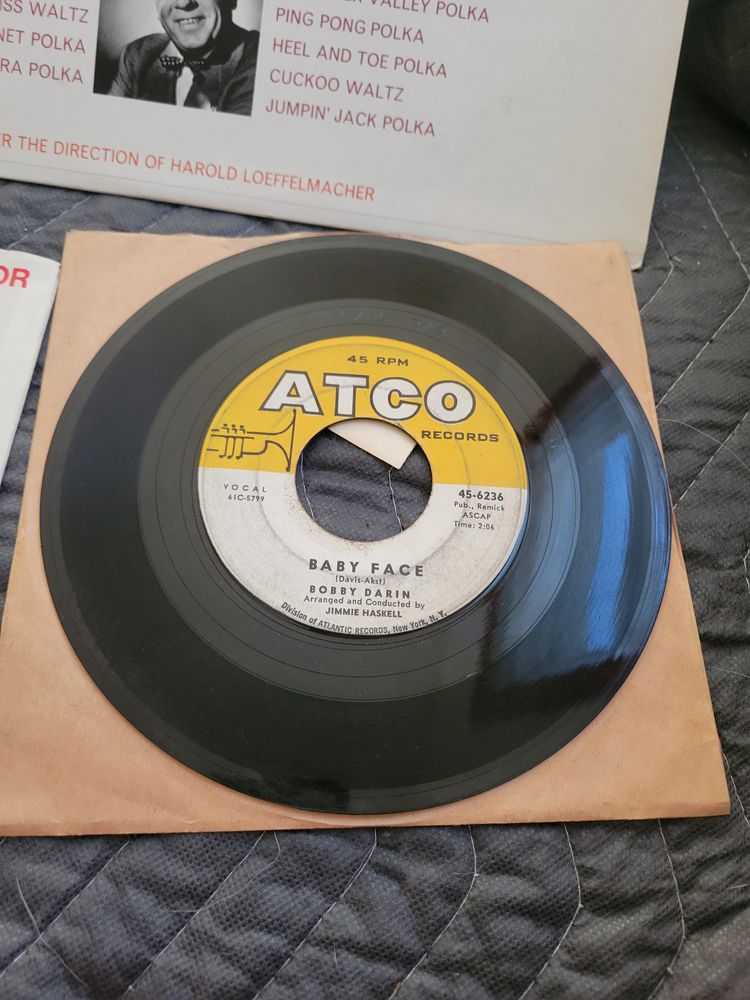 ISS WALTZ
NET POLKA
RA POLKA
VALLEY POLKA
PING PONG POLKA
HEEL AND TOE POLKA
CUCKOO WALTZ
JUMPIN' JACK POLKA
ER THE DIRECTION OF HAROLD LOEFFELMACHER
OR
45 RPM
ATCO
RECORDS
VOCAL
61C-5799
45-6236
Pub., Remick
ASCAP
Time: 2:06
BABY FACE
(Davis-Akst)
BOBBY DARIN
Arranged and Conducted by
JIMMIE HASKELL
Division of ATLANTIC RECORDS, New York, N. Y.